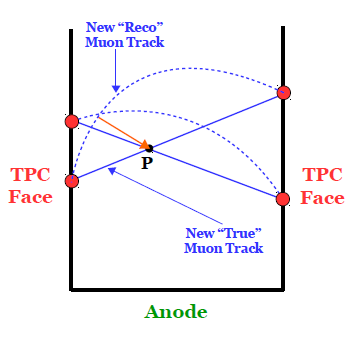 New “Reco”
Muon Track
P
TPC
Face
TPC
Face
New “True”
Muon Track
Anode